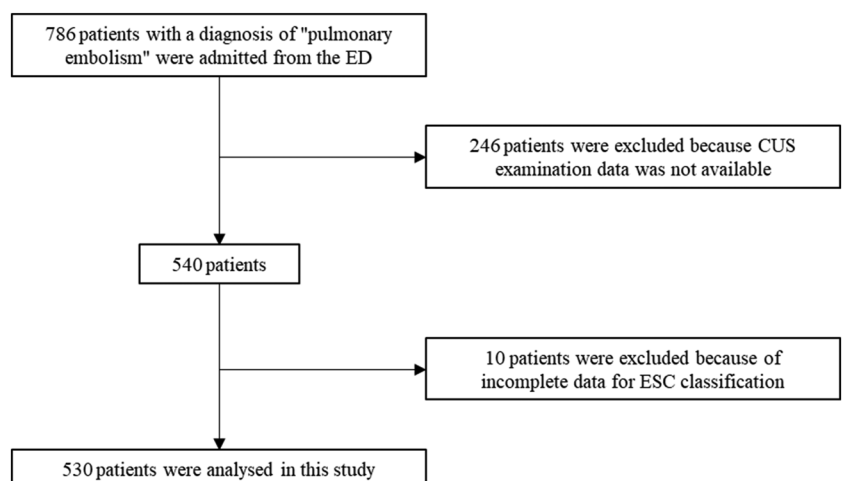 786 patients with a diagnosis of "pulmonary
embolism" were admitted from the ED
246 patients were excluded because CUS
examination data was not available
540 patients
10 patients were excluded because of
incomplete data for ESC classification
530 patients were analysed in this study